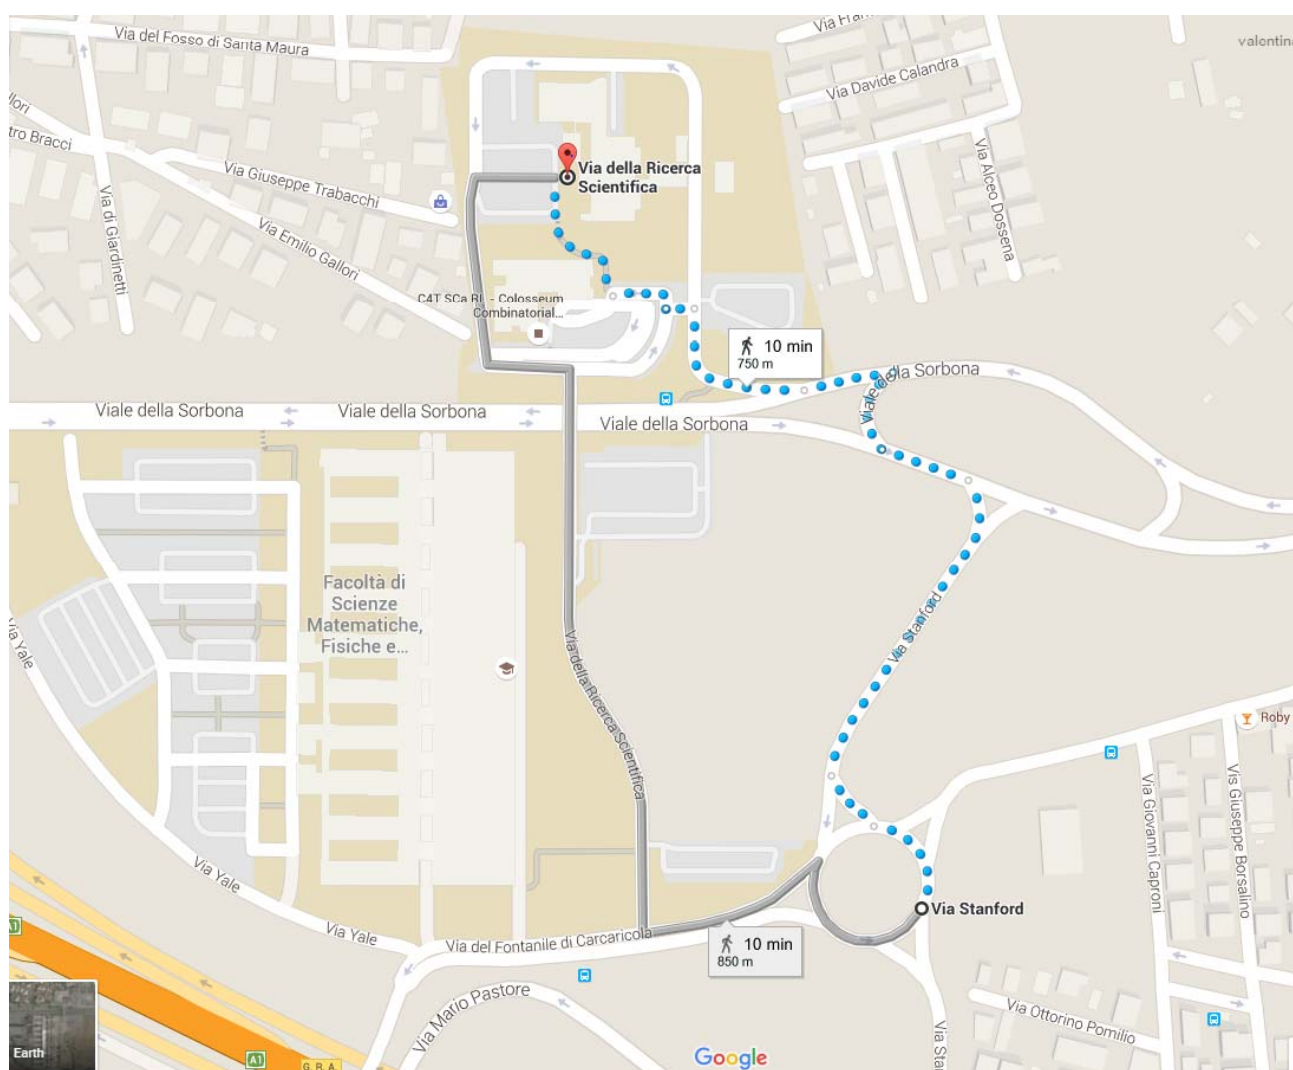 Via del Fosso di Santa Maura
valentin
Via Davide Calandra
tro Bracci
Via Giuseppe Trabacchi
Via della Ricerca
Scientifica
Via Alceo Dossena
Via di Giardinetti
Via Emilio Gallori
C4T SCa RL - Colosseum
Combinatorial...
10 min
750 m
Viale della Sorbona
Viale della Sorbona
Viale della Sorbona
Viale della Sorbona
Facoltà di
Scienze
Matematiche,
Fisiche e...
Via Stanford
Via Yale
Via della Ricerca Scientifica
Roby
Via Giovanni Caproni
Vis Giuseppe Borsalino
Via Yale
Via Stanford
Via Yale
Via del Fontanile di Carcaricola
10 min
850 m
Via Mario Pastore
Via Ottorino Pomilio
Via Sta
Earth
A1
A1
G.R.A.
Google